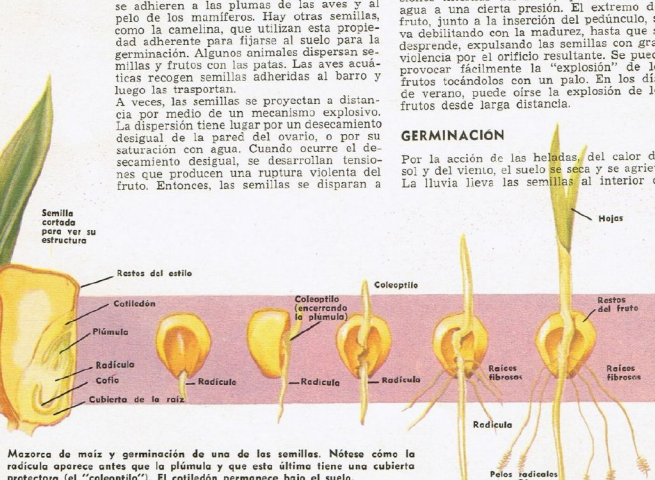 se adhieren a las plumas de las aves y al
pelo de los mamíferos. Hay otras semillas,
como la camelina, que utilizan esta propie-
dad adherente para fijarse al suelo para la
germinación. Algunos animales dispersan se-
millas y frutos con las patas. Las aves acuá-
ticas recogen semillas adheridas al barro y
luego las trasportan.
A veces, las semillas se proyectan a distan-
cia por medio de un mecanismo explosivo.
La dispersión tiene lugar por un desecamiento
desigual de la pared del ovario, o por su
saturación con agua. Cuando ocurre el de-
secamiento desigual, se desarrollan tensio-
nes que producen una ruptura violenta del
fruto. Entonces, las semillas se disparan a
agua a una cierta presión. El extremo d
fruto, junto a la inserción del pedúnculo, s
va debilitando con la madurez, hasta que s
desprende, expulsando las semillas con gra
violencia por el orificio resultante. Se pued
provocar fácilmente la "explosión" de lo
frutos tocándolos con un palo. En los dí
de verano, puede oírse la explosión de lo
frutos desde larga distancia.
GERMINACIÓN
Por la acción de las heladas, del calor d
sol y del viento, el suelo se seca y se agrie
La lluvia lleva las semillas al interior d
Semilla
cortada
para ver su
estructura
Restos del estilo
Cotiledón
Plúmula
Radícula
Cofio
Cubierta de la raíz
Radícula
Coleoptilo
(encerrando
la plúmula)
Radícula
Coleoptilo
Radícula
Raíces
fibrosas
Radícula
Hojas
Restos
del fruto
Raíces
fibrosas
Pelos radicales
Mazorca de maíz y germinación de una de las semillas. Nótese cómo la
radícula aparece antes que la plúmula y que esta última tiene una cubierta
protectora (el "coleoptilo"). El cotiledón permanece bajo el suelo.